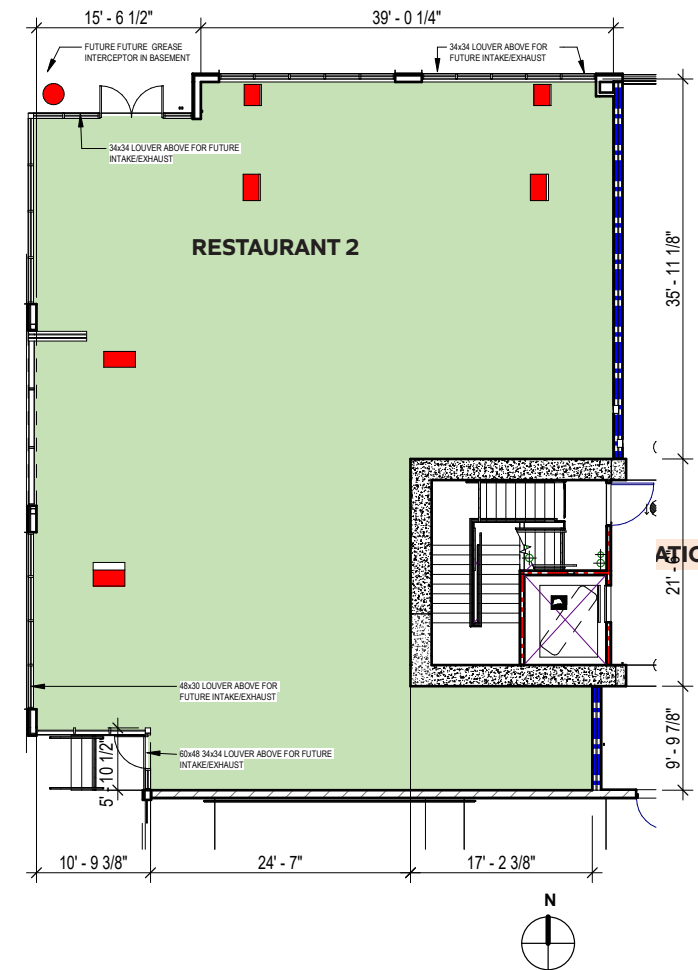 15' - 6 1/2"
39' - 0 1/4"
FUTURE FUTURE GREASE
INTERCEPTOR IN BASEMENT
34x34 LOUVER ABOVE FOR
FUTURE INTAKE/EXHAUST
34x34 LOUVER ABOVE FOR FUTURE
INTAKE/EXHAUST
RESTAURANT 2
35' - 11 1/8"
ATIO
21' - 6"
48x30 LOUVER ABOVE FOR
FUTURE INTAKE/EXHAUST
60x48 34x34 LOUVER ABOVE FOR FUTURE
INTAKE/EXHAUST
5' - 10 1/2"
9' - 9 7/8"
10' - 9 3/8"
24' - 7"
17' - 2 3/8"
N